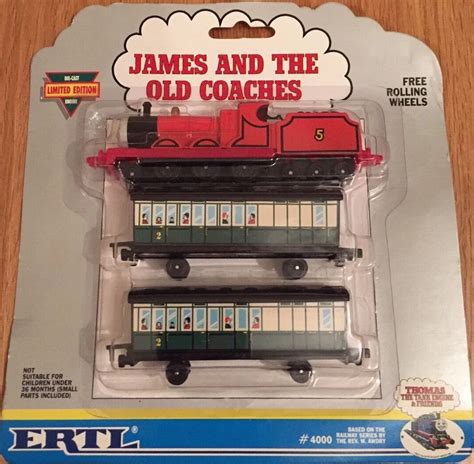 JAMES AND THE
OLD COACHES
DIE-CAST
LIMITED EDITION
ENGINE
FREE
ROLLING
WHEELS
5
2
2
NOT
SUITABLE FOR
CHILDREN UNDER
36 MONTHS (SMALL
PARTS INCLUDED)
THOMAS
THE TANK ENGINE
& FRIENDS
ERTL
#4000
BASED ON THE
RAILWAY SERIES BY
THE REV. W. AWDRY